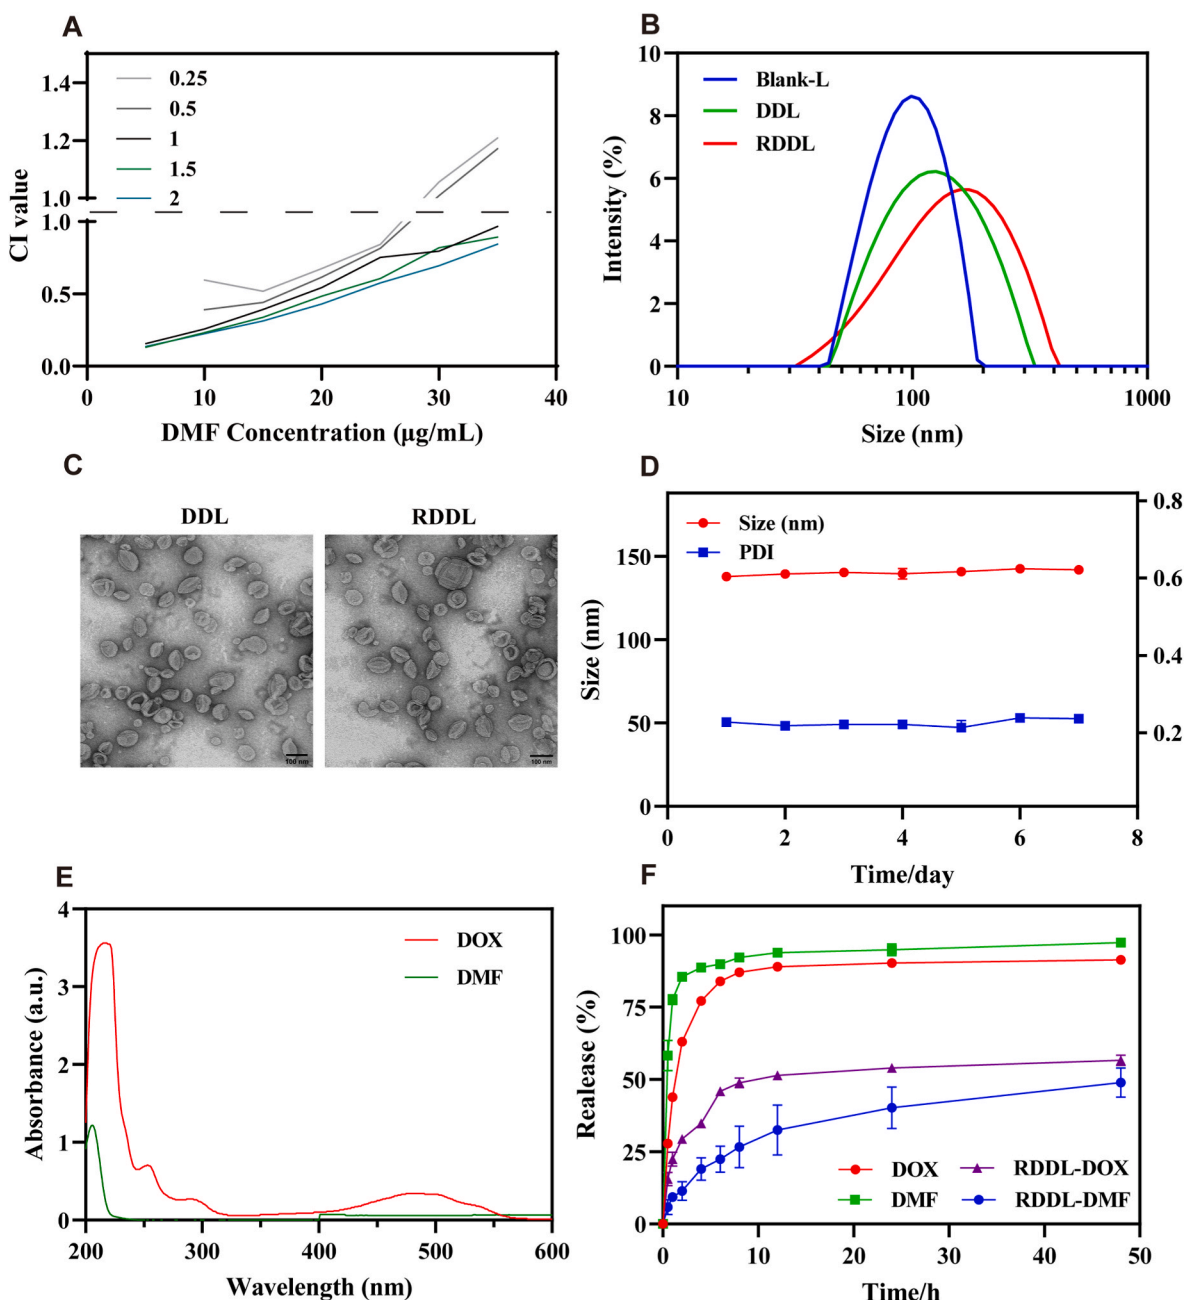 A
1.4
1.2
1.0
1.0
0.5
0.0
CI value
0.25
0.5
1
1.5
2
0
10
20
30
40
DMF Concentration (μg/mL)
B
10
8
6
4
2
0
Intensity (%)
Blank-L
DDL
RDDL
10
100
1000
Size (nm)
C
DDL
RDDL
100 nm
100 nm
D
150
100
50
0
Size (nm)
Size (nm)
PDI
0.8
0.6
0.4
0.2
0
2
4
6
8
Time/day
E
4
3
2
1
0
Absorbance (a.u.)
DOX
DMF
200
300
400
500
600
Wavelength (nm)
F
100
75
50
25
0
Realease (%)
DOX
RDDL-DOX
DMF
RDDL-DMF
0
10
20
30
40
50
Time/h